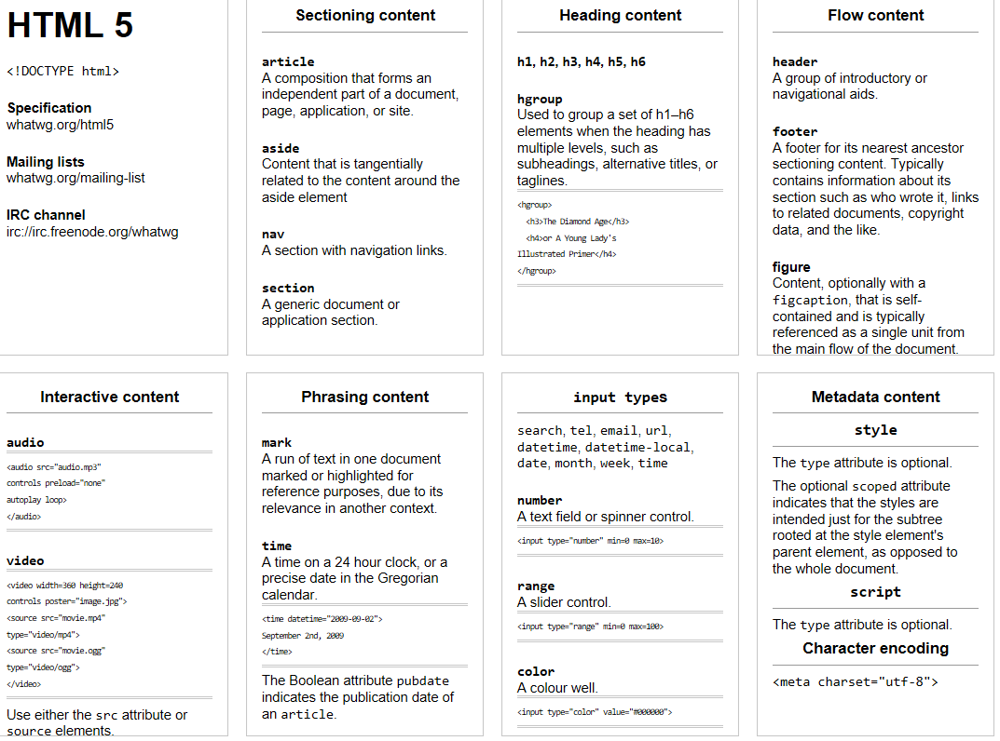 HTML 5
<!DOCTYPE html>
Specification
whatwg.org/html5
Mailing lists
whatwg.org/mailing-list
IRC channel
irc://irc.freenode.org/whatwg
Sectioning content
article
A composition that forms an
independent part of a document,
page, application, or site.
aside
Content that is tangentially
related to the content around the
aside element
nav
A section with navigation links.
section
A generic document or
application section.
Heading content
h1, h2, h3, h4, h5, h6
hgroup
Used to group a set of h1–h6
elements when the heading has
multiple levels, such as
subheadings, alternative titles, or
taglines.
<hgroup>
<h3>The Diamond Age</h3>
<h4>or A Young Lady's
Illustrated Primer</h4>
</hgroup>
Flow content
header
A group of introductory or
navigational aids.
footer
A footer for its nearest ancestor
sectioning content. Typically
contains information about its
section such as who wrote it, links
to related documents, copyright
data, and the like.
figure
Content, optionally with a
figcaption, that is self-
contained and is typically
referenced as a single unit from
the main flow of the document.
Interactive content
audio
<audio src="audio.mp3"
controls preload="none"
autoplay loop>
</audio>
video
<video width=360 height=240
controls poster="image.jpg">
<source src="movie.mp4"
type="video/mp4">
<source src="movie.ogg"
type="video/ogg">
</video>
Use either the src attribute or
source elements.
Phrasing content
mark
A run of text in one document
marked or highlighted for
reference purposes, due to its
relevance in another context.
time
A time on a 24 hour clock, or a
precise date in the Gregorian
calendar.
<time datetime="2009-09-02">
September 2nd, 2009
</time>
The Boolean attribute pubdate
indicates the publication date of
an article.
input types
search, tel, email, url,
datetime, datetime-local,
date, month, week, time
number
A text field or spinner control.
<input type="number" min=0 max=10>
range
A slider control.
<input type="range" min=0 max=100>
color
A colour well.
<input type="color" value="#000000">
Metadata content
style
The type attribute is optional.
The optional scoped attribute
indicates that the styles are
intended just for the subtree
rooted at the style element's
parent element, as opposed to
the whole document.
script
The type attribute is optional.
Character encoding
<meta charset="utf-8">